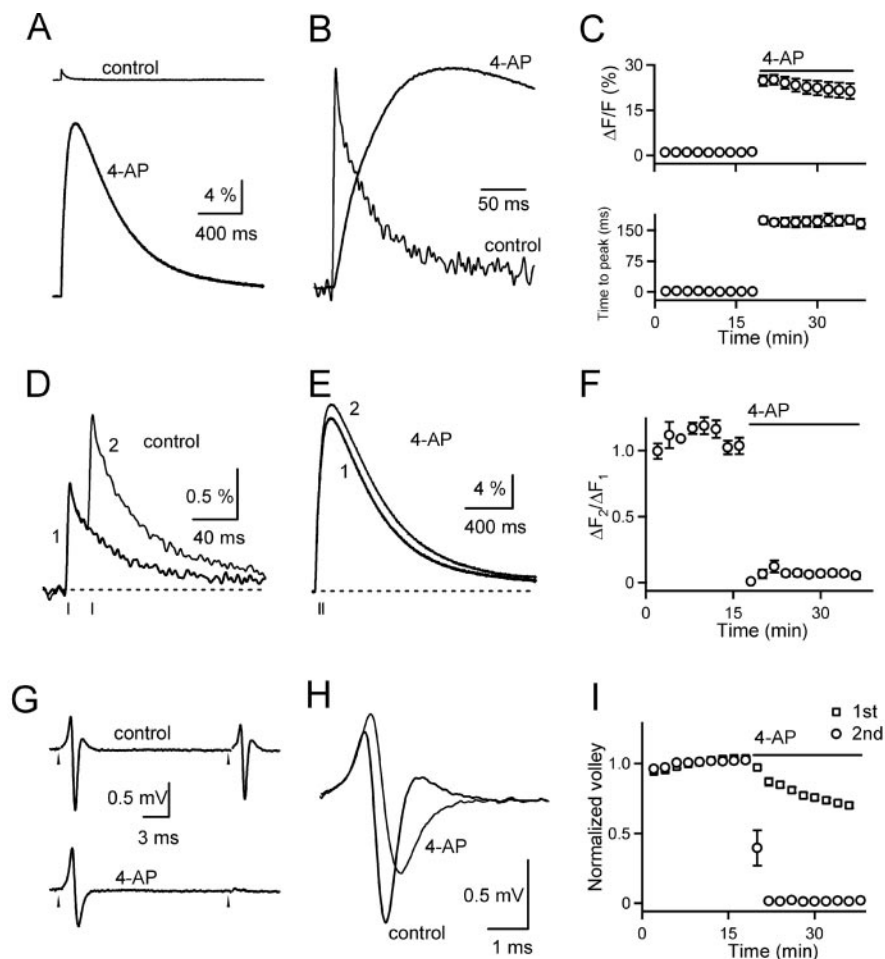 A
control
4-AP
4 %
400 ms
B
4-AP
control
50 ms
C
4-AP
ΔF/F (%)
30
15
0
Time to peak (ms)
150
75
0
0
15
30
Time (min)
D
control
2
1
0.5 %
40 ms
E
2
1
4-AP
4 %
400 ms
F
4-AP
ΔF₂/ΔF₁
1.0
0.5
0
0
15
30
Time (min)
G
control
0.5 mV
3 ms
4-AP
H
4-AP
control
0.5 mV
1 ms
I
1st
2nd
4-AP
Normalized volley
1.0
0.5
0
0
15
30
Time (min)